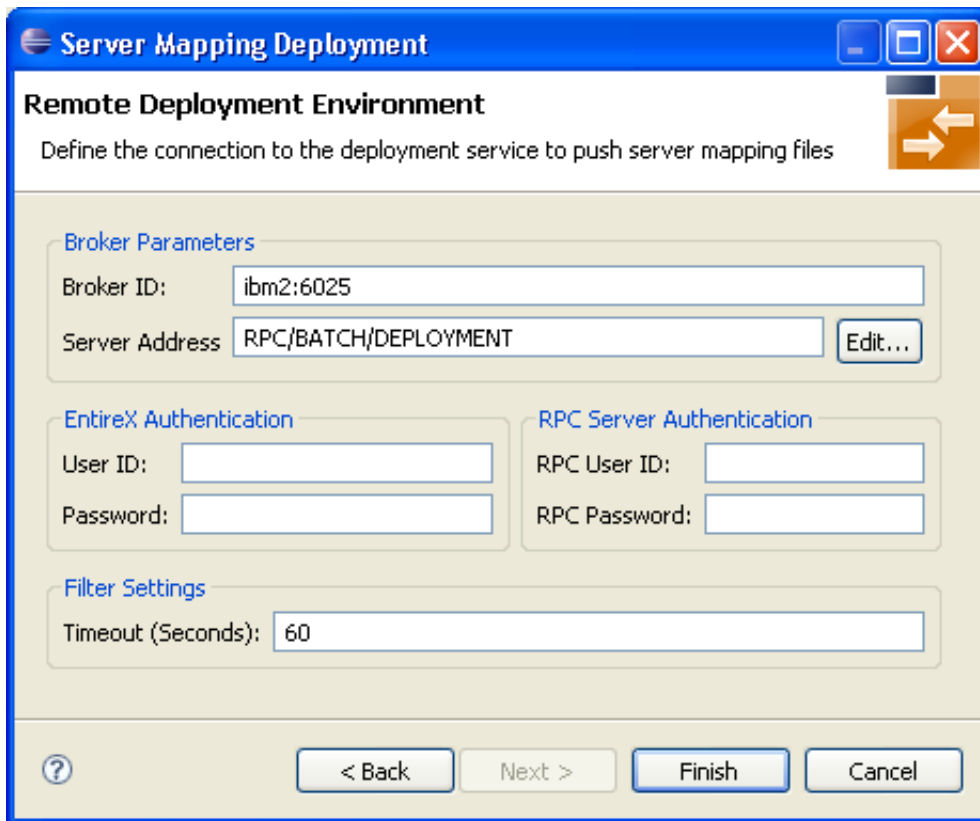 Server Mapping Deployment
Remote Deployment Environment
Define the connection to the deployment service to push server mapping files
Broker Parameters
Broker ID: ibm2:6025
Server Address RPC/BATCH/DEPLOYMENT Edit...
EntireX Authentication RPC Server Authentication
User ID: RPC User ID:
Password: RPC Password:
Filter Settings
Timeout (Seconds): 60
? < Back Next > Finish Cancel